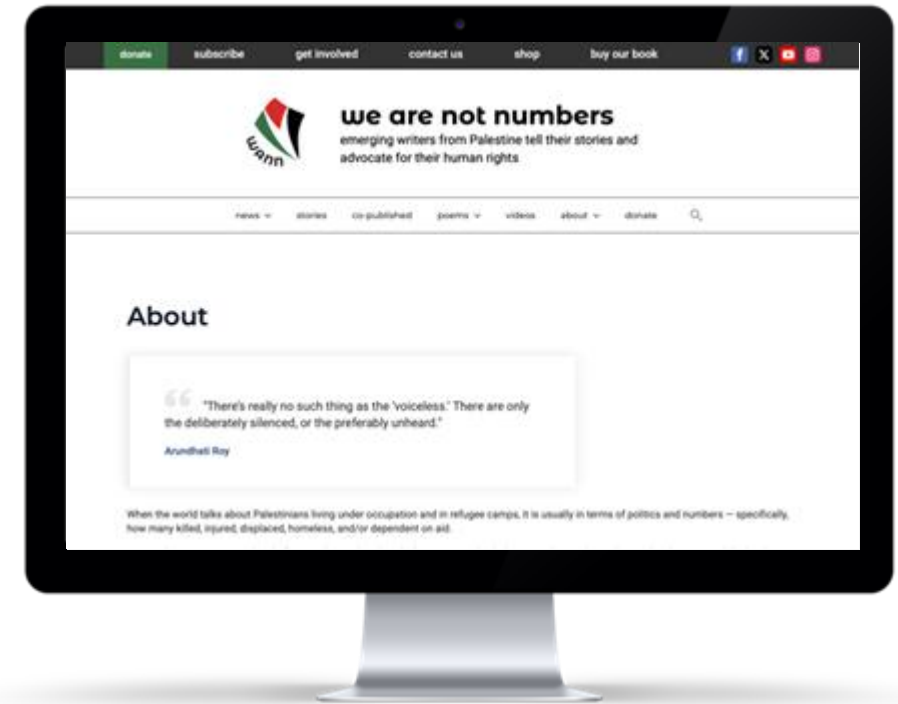 donate subscribe get involved contact us shop buy our book
we are not numbers
emerging writers from Palestine tell their stories and
advocate for their human rights
wann
news stories co-published poems videos about donate
About
"There's really no such thing as the 'voiceless.' There are only
the deliberately silenced, or the preferably unheard."
Arundhati Roy
When the world talks about Palestinians living under occupation and in refugee camps, it is usually in terms of politics and numbers — specifically,
how many killed, injured, displaced, homeless, and/or dependent on aid.